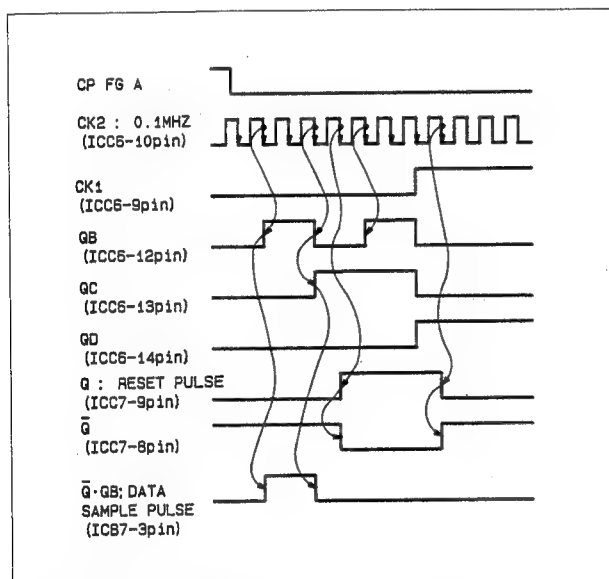 CP FG A
CK2 : 0.1MHZ
(ICC6-10pin)
CK1
(ICC6-9pin)
QB
(ICC6-12pin)
QC
(ICC6-13pin)
QD
(ICC6-14pin)
Q : RESET PULSE
(ICC7-9pin)
Q̅
(ICC7-8pin)
Q̅·QB; DATA
SAMPLE PULSE
(ICB7-3pin)